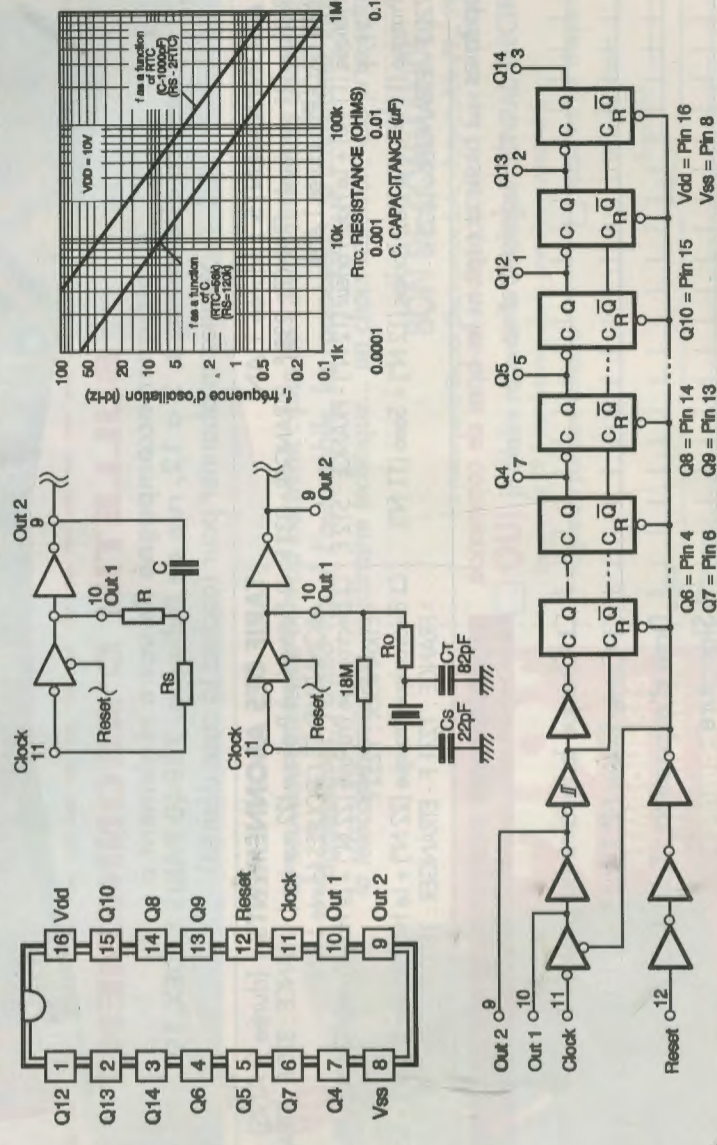 Q12 1 16 Vdd
Q13 2 15 Q10
Q14 3 14 Q8
Q6 4 13 Q9
Q5 5 12 Reset
Q7 6 11 Clock
Q4 7 10 Out 1
Vss 8 9 Out 2
Clock
11
Reset
10
Out 1
Out 2
9
Rs
R
C
Clock
11
Reset
10
Out 1
9
Out 2
18M
Ro
Cs
22pF
CT
82pF
f, fréquence d'oscillation (kHz)
100
50
20
10
5
2
1
0.5
0.2
0.1
VDD = 10V
f as a function
of RTC
(C-1000pF)
(RS - 2RTC)
f as a function
of C
(RTC=56k)
(RS=120k)
1k 10k 100k 1M
RTC. RESISTANCE (OHMS)
0.0001 0.001 0.01 0.1
C. CAPACITANCE (µF)
Out 2 9
Out 1 10
Clock 11
Reset 12
Q4
7
Q5
5
Q12
1
Q13
2
Q14
3
C Q
C Q
R
C Q
C Q
R
C Q
C Q
R
C Q
C Q
R
C Q
C Q
R
C Q
C Q
R
Q6 = Pin 4 Q8 = Pin 14 Q10 = Pin 15 Vdd = Pin 16
Q7 = Pin 6 Q9 = Pin 13 Vss = Pin 8